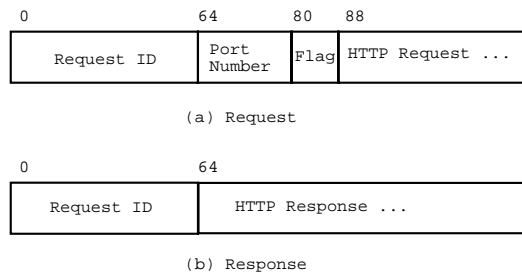 0 64 80 88
Request ID Port Number Flag HTTP Request ...
(a) Request
0 64
Request ID HTTP Response ...
(b) Response